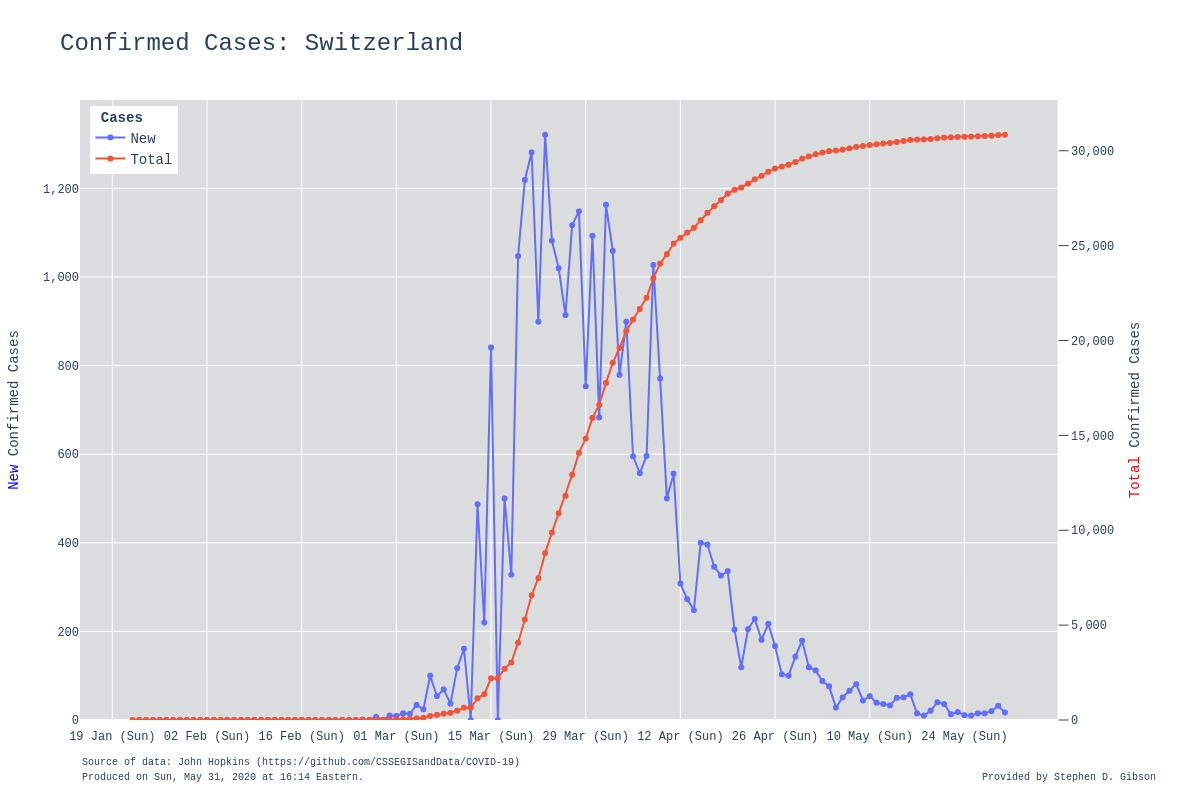 Confirmed Cases: Switzerland
Cases
New
Total
1,200
1,000
800
600
400
200
0
30,000
25,000
20,000
15,000
10,000
5,000
0
New Confirmed Cases
Total Confirmed Cases
19 Jan (Sun) 02 Feb (Sun) 16 Feb (Sun) 01 Mar (Sun) 15 Mar (Sun) 29 Mar (Sun) 12 Apr (Sun) 26 Apr (Sun) 10 May (Sun) 24 May (Sun)
Source of data: John Hopkins (https://github.com/CSSEGISandData/COVID-19)
Produced on Sun, May 31, 2020 at 16:14 Eastern.
Provided by Stephen D. Gibson